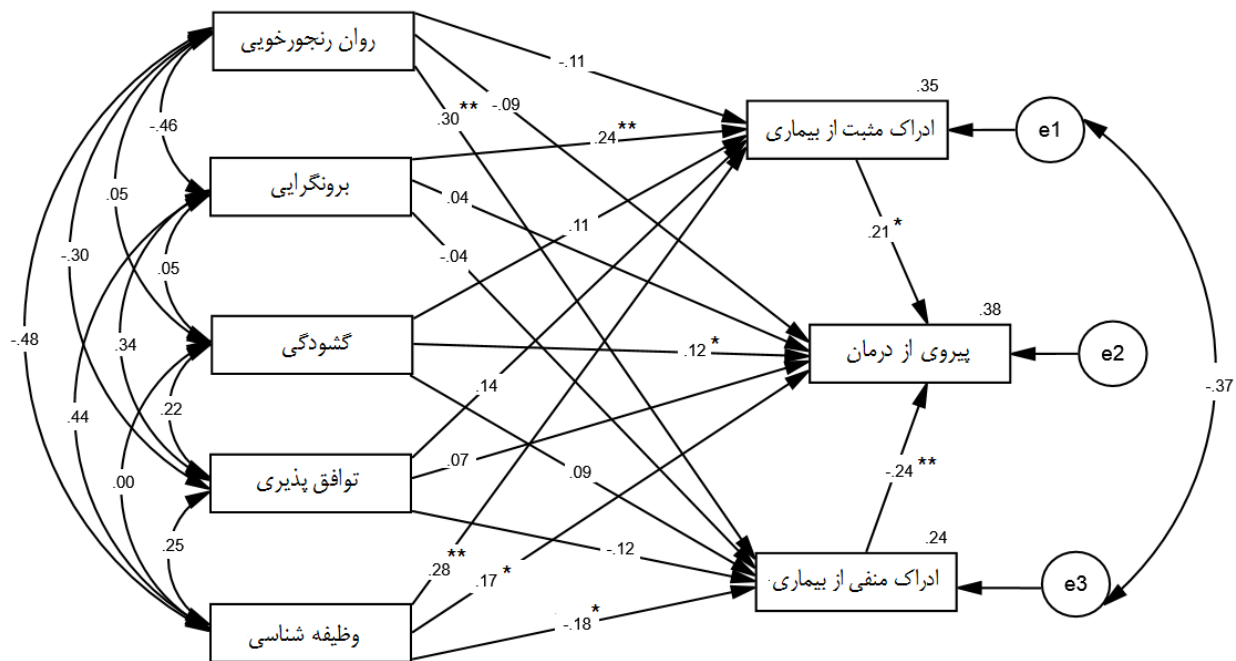 روان رنجورخویی
برونگرایی
گشودگی
توافق پذیری
وظیفه شناسی
ادراک مثبت از بیماری
پیروی از درمان
ادراک منفی از بیماری
e1
e2
e3
.35
.38
.24
-.11
-.09
.30**
.24**
.04
-.04
.11
.12*
.09
.14
.07
-.12
.28**
.17*
-.18*
.21*
-.24**
-.37
-.46
.05
-.30
-.48
.05
.34
.44
.22
.00
.25